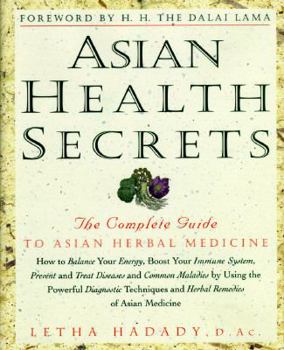 FOREWORD BY H. H. THE DALAI LAMA
ASIAN
HEALTH
SECRETS
The Complete Guide
TO ASIAN HERBAL MEDICINE
How to Balance Your Energy, Boost Your Immune System,
Prevent and Treat Diseases and Common Maladies by Using the
Powerful Diagnostic Techniques and Herbal Remedies
of Asian Medicine
LETHA HADADY, D.AC.